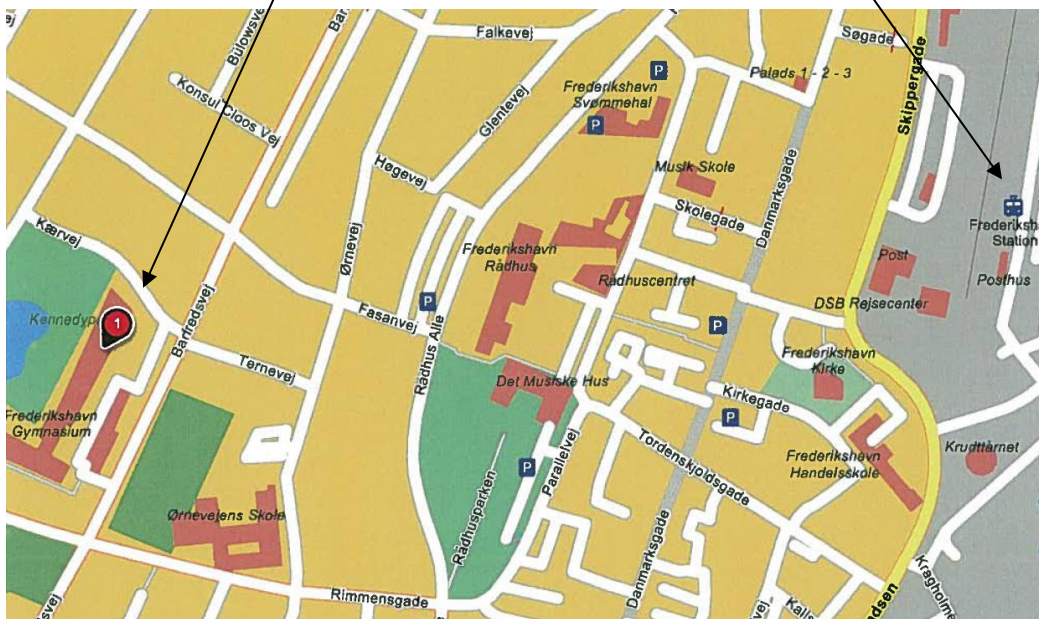 Bülowsvej
Konsul Cloos Vej
Falkevej
Glentevej
Høgevej
Ørnevej
Frederikshavn
Svømmehal
P
P
Palads 1 - 2 - 3
Søgade
Skippergade
Musik Skole
Skolegade
Danmarksgade
Frederikshavn
Rådhus
Rådhuscentret
Post
Station
Posthus
DSB Rejsecenter
Kærvej
1
Barfredsvej
Fasanvej
P
Rådhus Alle
Ternevej
Frederikshavn
Gymnasium
Det Musiske Hus
P
Frederikshavn
Kirke
Kirkegade
P
Tordenskjoldsgade
Frederikshavn
Handelsskole
Krudttårnet
P
Parallelvej
Rådhusparken
Ørnevejens Skole
Rimmensgade
Danmarksgade